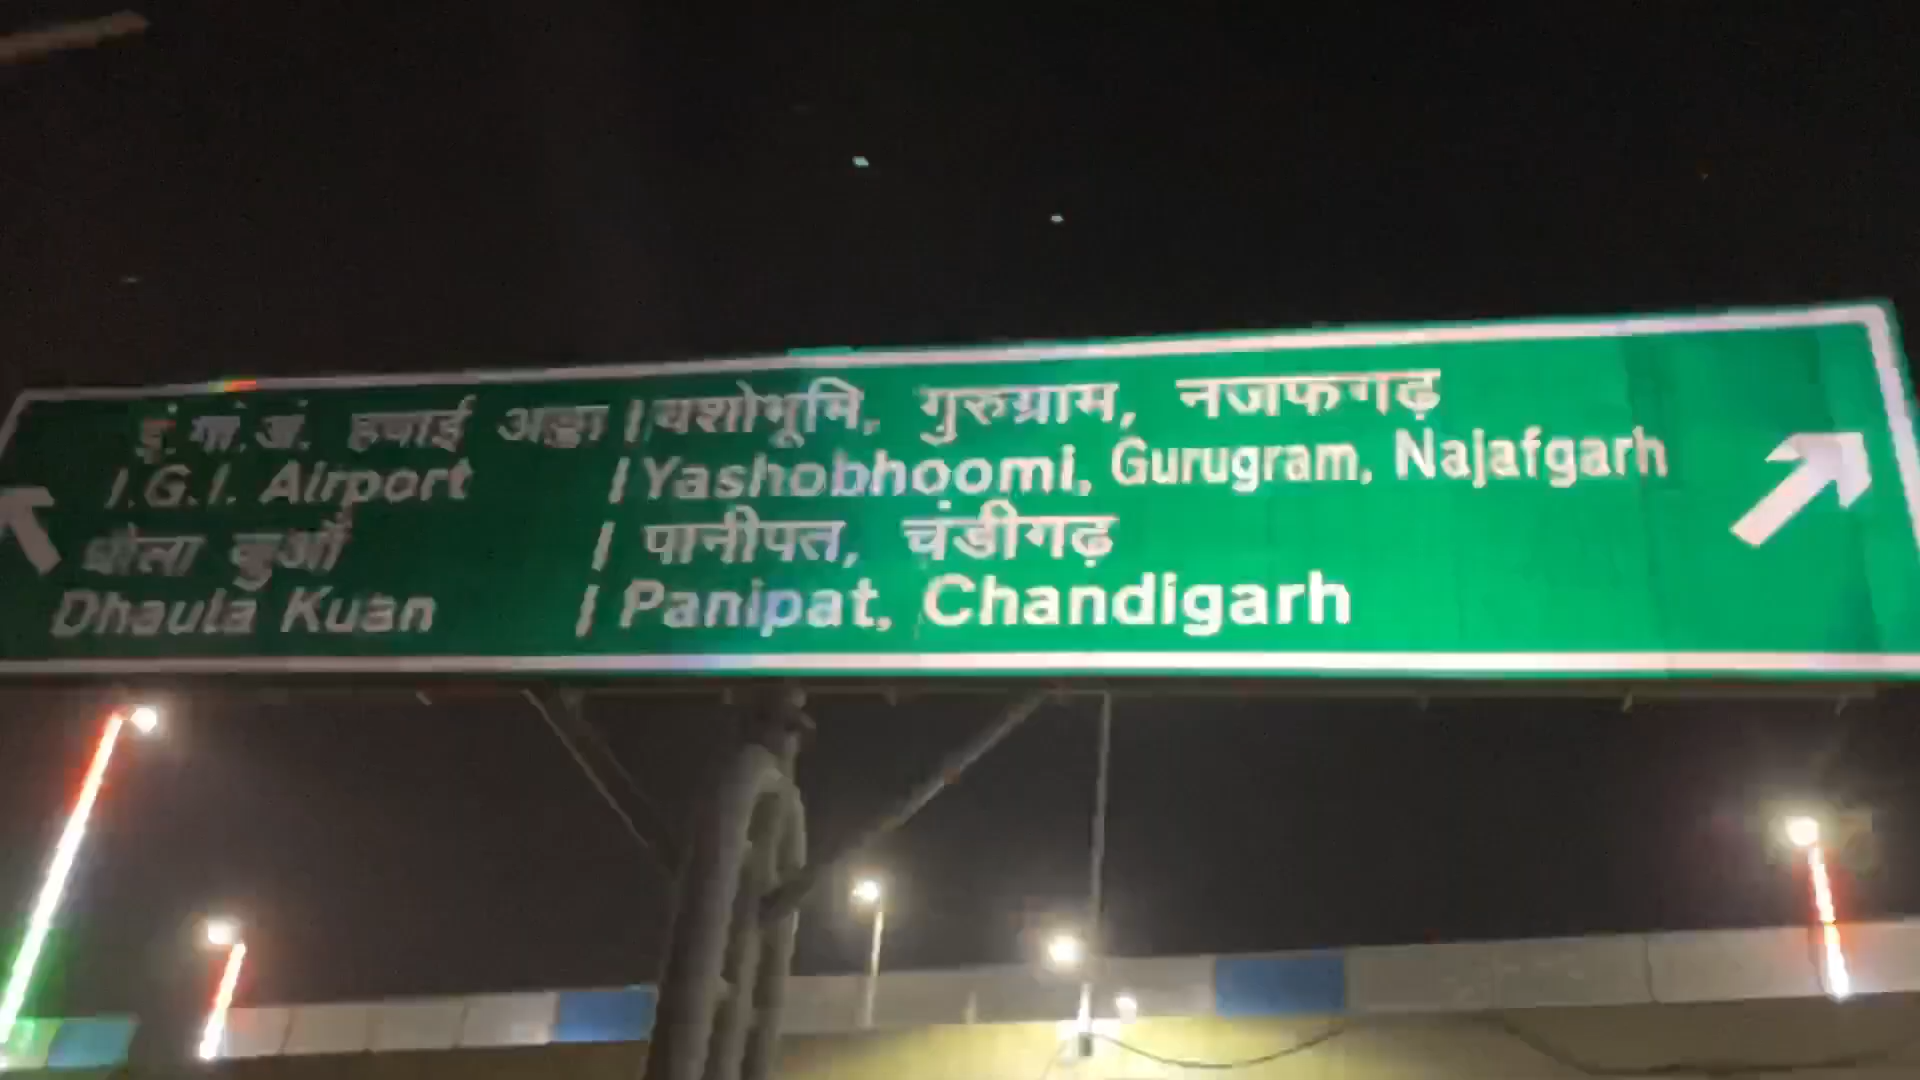 इं.गां.अं. हवाई अड्डा | यशोभूमि, गुरुग्राम, नजफगढ़
I.G.I. Airport | Yashobhoomi, Gurugram, Najafgarh
धौला कुआँ | पानीपत, चंडीगढ़
Dhaula Kuan | Panipat, Chandigarh